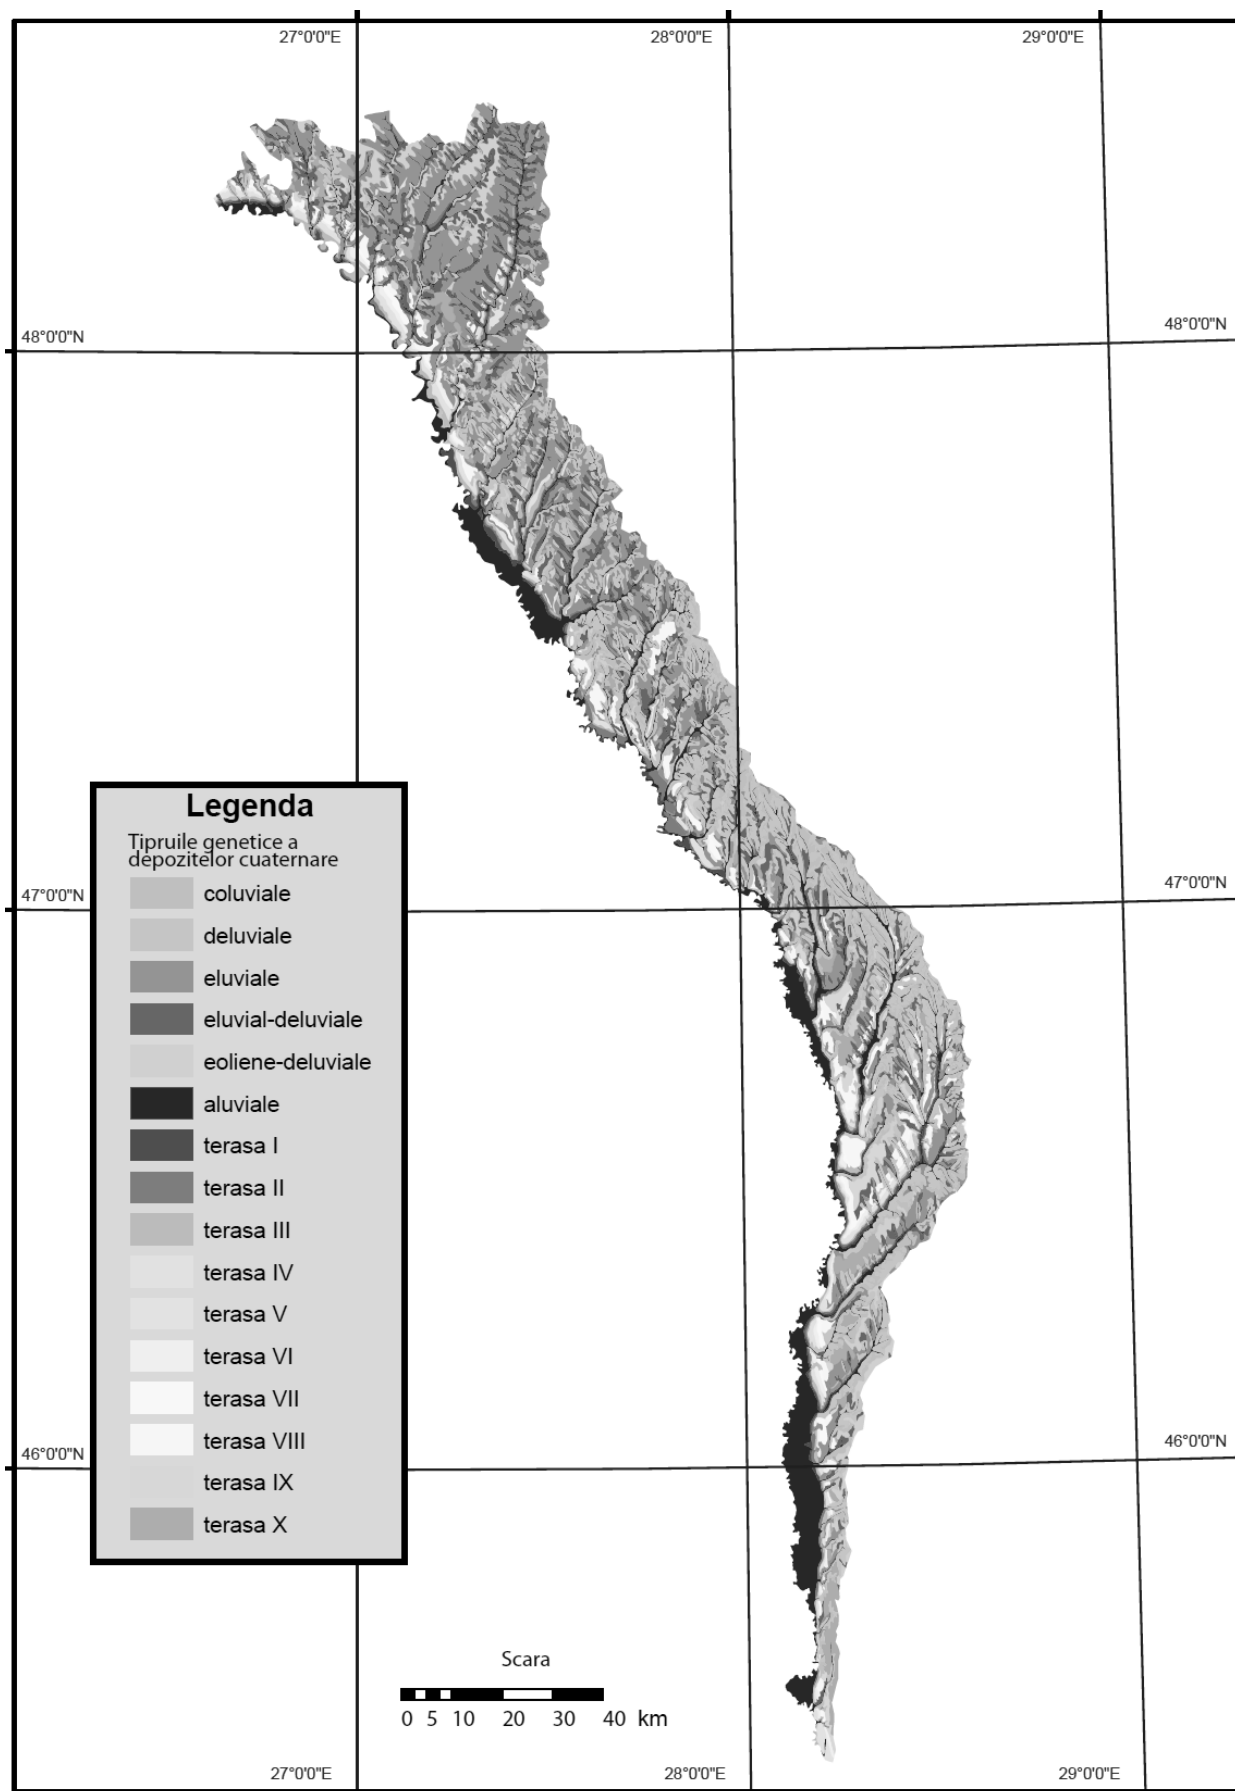 27°0'0"E 28°0'0"E 29°0'0"E
48°0'0"N 48°0'0"N
Legenda
Tipruile genetice a
depozitelor cuaternare
coluviale
deluviale
eluviale
eluvial-deluviale
eoliene-deluviale
aluviale
terasa I
terasa II
terasa III
terasa IV
terasa V
terasa VI
terasa VII
terasa VIII
terasa IX
terasa X
47°0'0"N 47°0'0"N
46°0'0"N 46°0'0"N
Scara
0 5 10 20 30 40 km
27°0'0"E 28°0'0"E 29°0'0"E